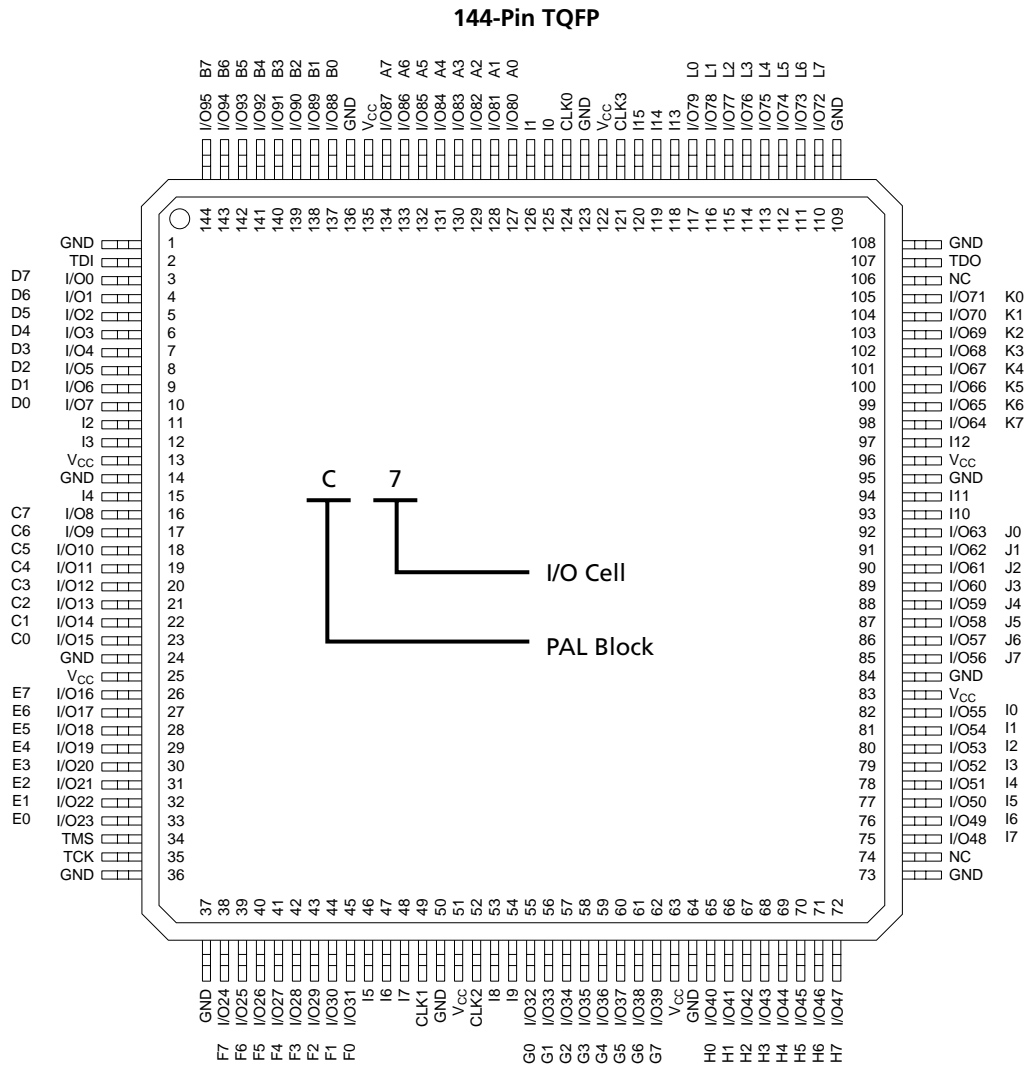 144-Pin TQFP
B7 B6 B5 B4 B3 B2 B1 B0 A7 A6 A5 A4 A3 A2 A1 A0 L0 L1 L2 L3 L4 L5 L6 L7
I/O95 I/O94 I/O93 I/O92 I/O91 I/O90 I/O89 I/O88 GND VCC I/O87 I/O86 I/O85 I/O84 I/O83 I/O82 I/O81 I/O80 I1 I0 CLK0 GND VCC CLK3 I15 I14 I13 I/O79 I/O78 I/O77 I/O76 I/O75 I/O74 I/O73 I/O72 GND
144 143 142 141 140 139 138 137 136 135 134 133 132 131 130 129 128 127 126 125 124 123 122 121 120 119 118 117 116 115 114 113 112 111 110 109
GND 1 108 GND
TDI 2 107 TDO
D7 I/O0 3 106 NC
D6 I/O1 4 105 I/O71 K0
D5 I/O2 5 104 I/O70 K1
D4 I/O3 6 103 I/O69 K2
D3 I/O4 7 102 I/O68 K3
D2 I/O5 8 101 I/O67 K4
D1 I/O6 9 100 I/O66 K5
D0 I/O7 10 99 I/O65 K6
I2 11 98 I/O64 K7
I3 12 97 I12
VCC 13 96 VCC
GND 14 95 GND
I4 15 94 I11
C7 I/O8 16 93 I10
C6 I/O9 17 92 I/O63 J0
C5 I/O10 18 91 I/O62 J1
C4 I/O11 19 90 I/O61 J2
C3 I/O12 20 89 I/O60 J3
C2 I/O13 21 88 I/O59 J4
C1 I/O14 22 87 I/O58 J5
C0 I/O15 23 86 I/O57 J6
GND 24 85 I/O56 J7
VCC 25 84 GND
E7 I/O16 26 83 VCC
E6 I/O17 27 82 I/O55 I0
E5 I/O18 28 81 I/O54 I1
E4 I/O19 29 80 I/O53 I2
E3 I/O20 30 79 I/O52 I3
E2 I/O21 31 78 I/O51 I4
E1 I/O22 32 77 I/O50 I5
E0 I/O23 33 76 I/O49 I6
TMS 34 75 I/O48 I7
TCK 35 74 NC
GND 36 73 GND
C 7
I/O Cell
PAL Block
37 38 39 40 41 42 43 44 45 46 47 48 49 50 51 52 53 54 55 56 57 58 59 60 61 62 63 64 65 66 67 68 69 70 71 72
GND I/O24 I/O25 I/O26 I/O27 I/O28 I/O29 I/O30 I/O31 I5 I6 I7 CLK1 GND VCC CLK2 I8 I9 I/O32 I/O33 I/O34 I/O35 I/O36 I/O37 I/O38 I/O39 VCC GND I/O40 I/O41 I/O42 I/O43 I/O44 I/O45 I/O46 I/O47
F7 F6 F5 F4 F3 F2 F1 F0 G0 G1 G2 G3 G4 G5 G6 G7 H0 H1 H2 H3 H4 H5 H6 H7